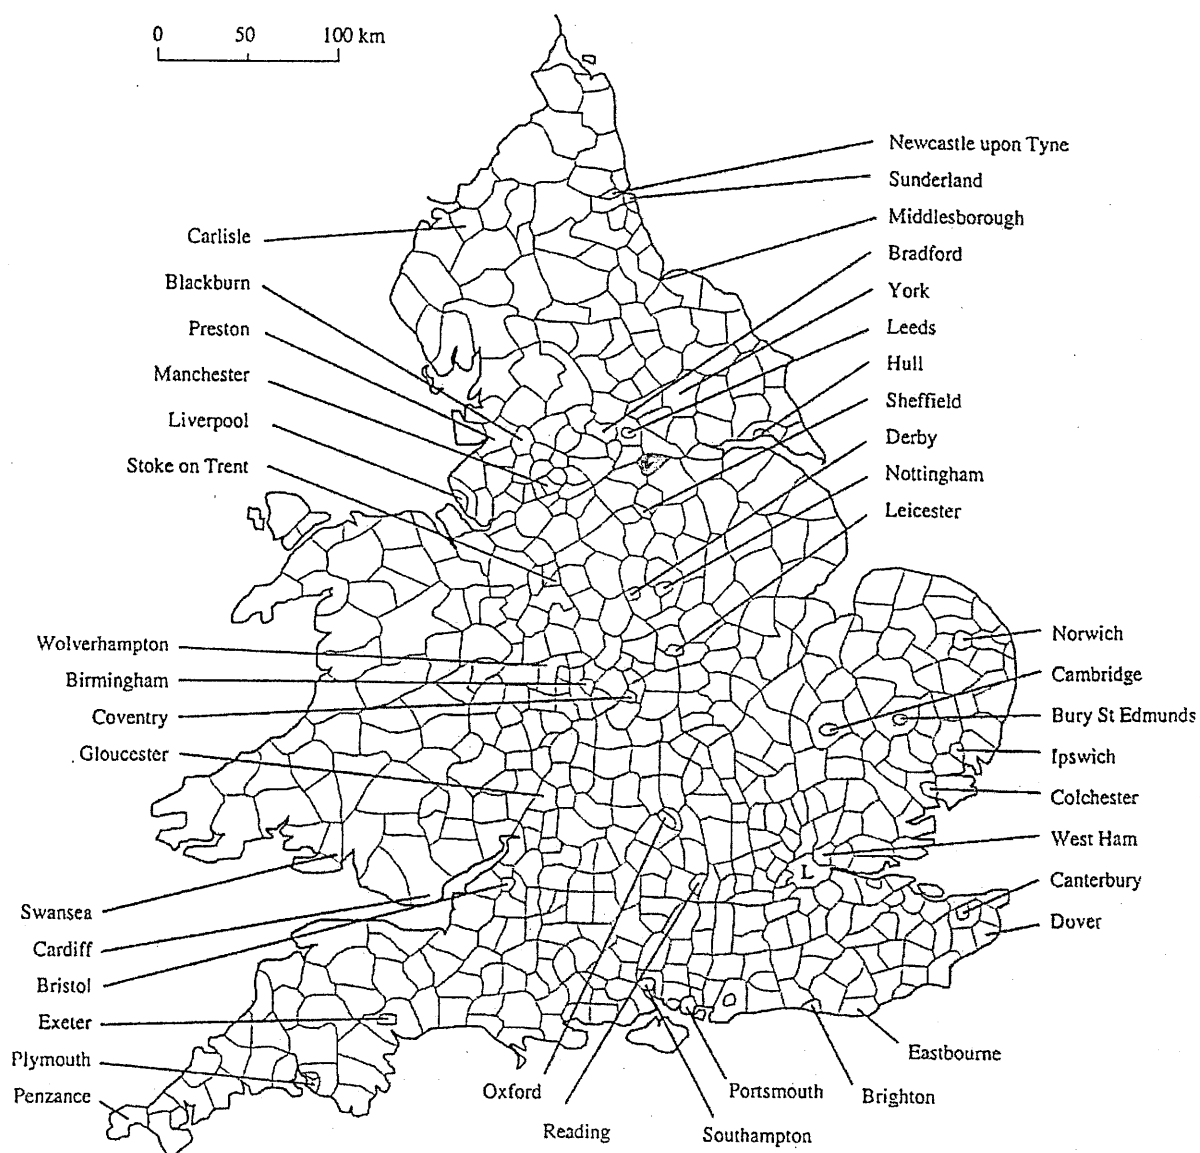 0 50 100 km
Newcastle upon Tyne
Sunderland
Middlesborough
Bradford
York
Leeds
Hull
Sheffield
Derby
Nottingham
Leicester
Carlisle
Blackburn
Preston
Manchester
Liverpool
Stoke on Trent
Wolverhampton
Birmingham
Coventry
Gloucester
Norwich
Cambridge
Bury St Edmunds
Ipswich
Colchester
West Ham
L
Canterbury
Dover
Swansea
Cardiff
Bristol
Exeter
Plymouth
Penzance
Eastbourne
Oxford
Portsmouth
Brighton
Reading
Southampton